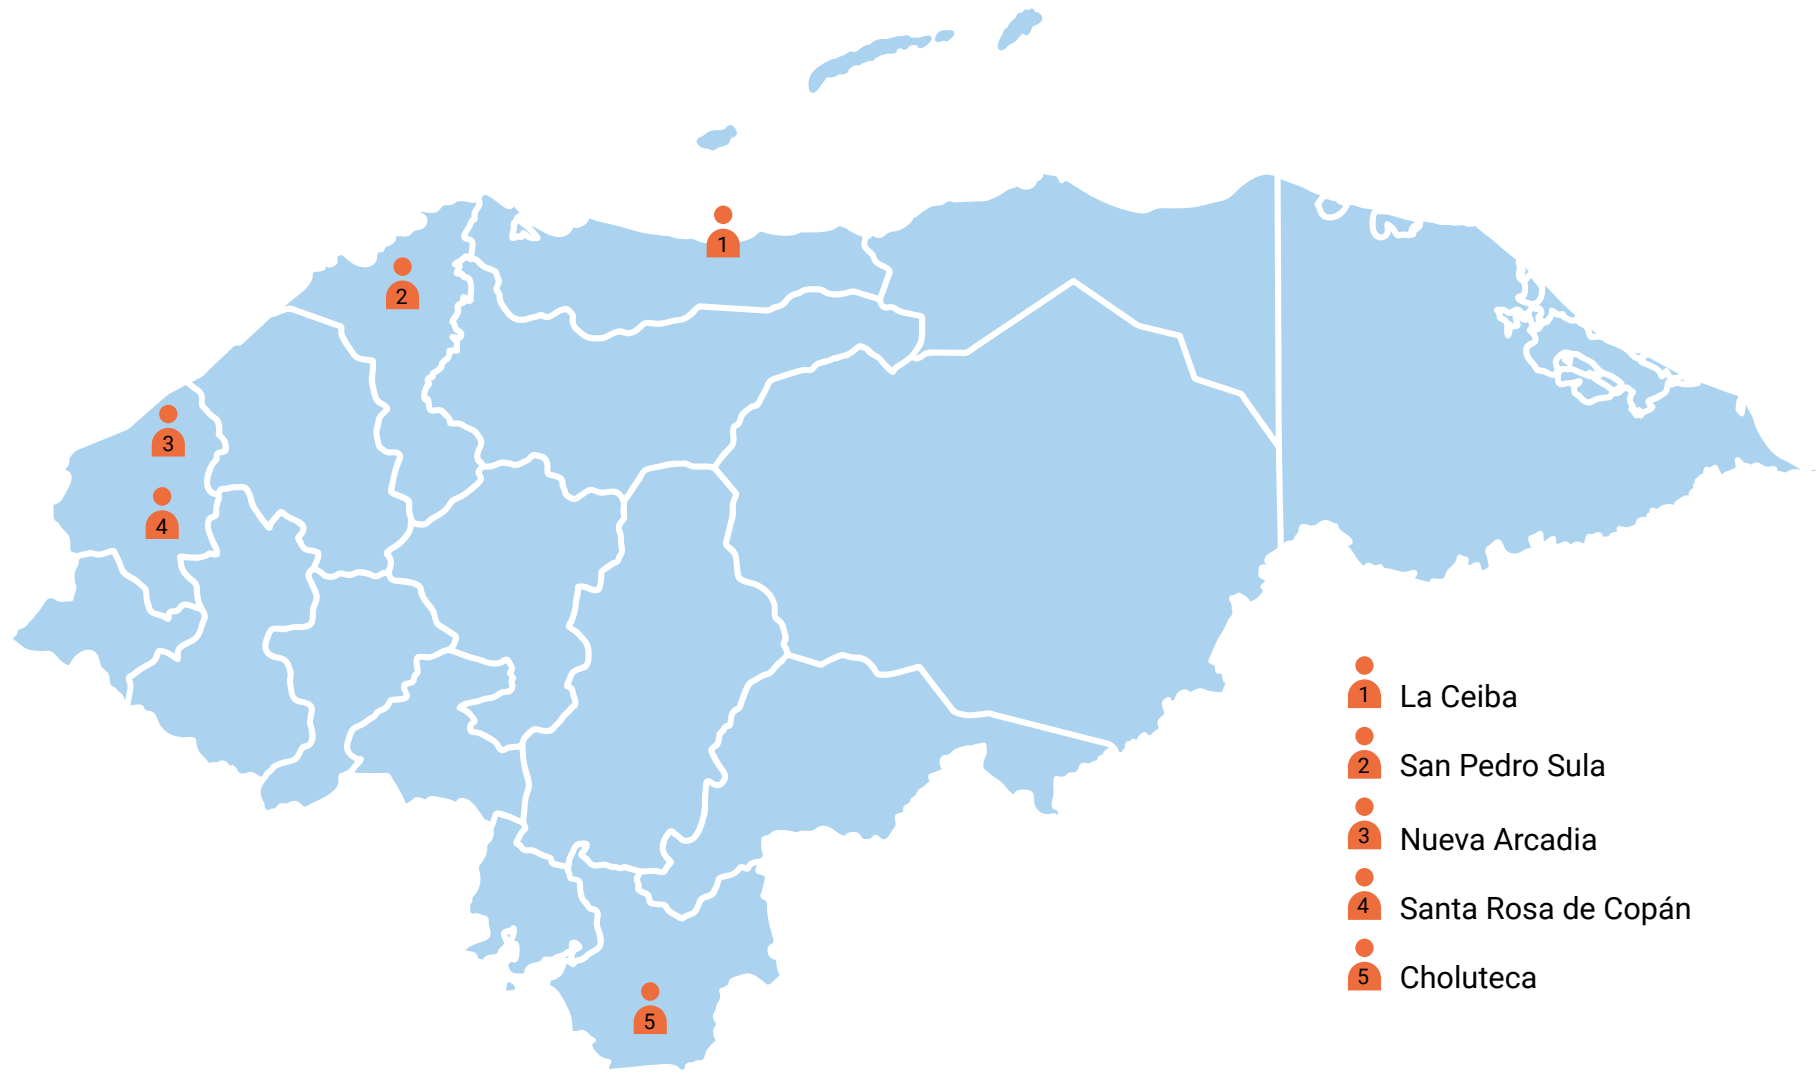 1
2
3
4
5
1 La Ceiba
2 San Pedro Sula
3 Nueva Arcadia
4 Santa Rosa de Copán
5 Choluteca